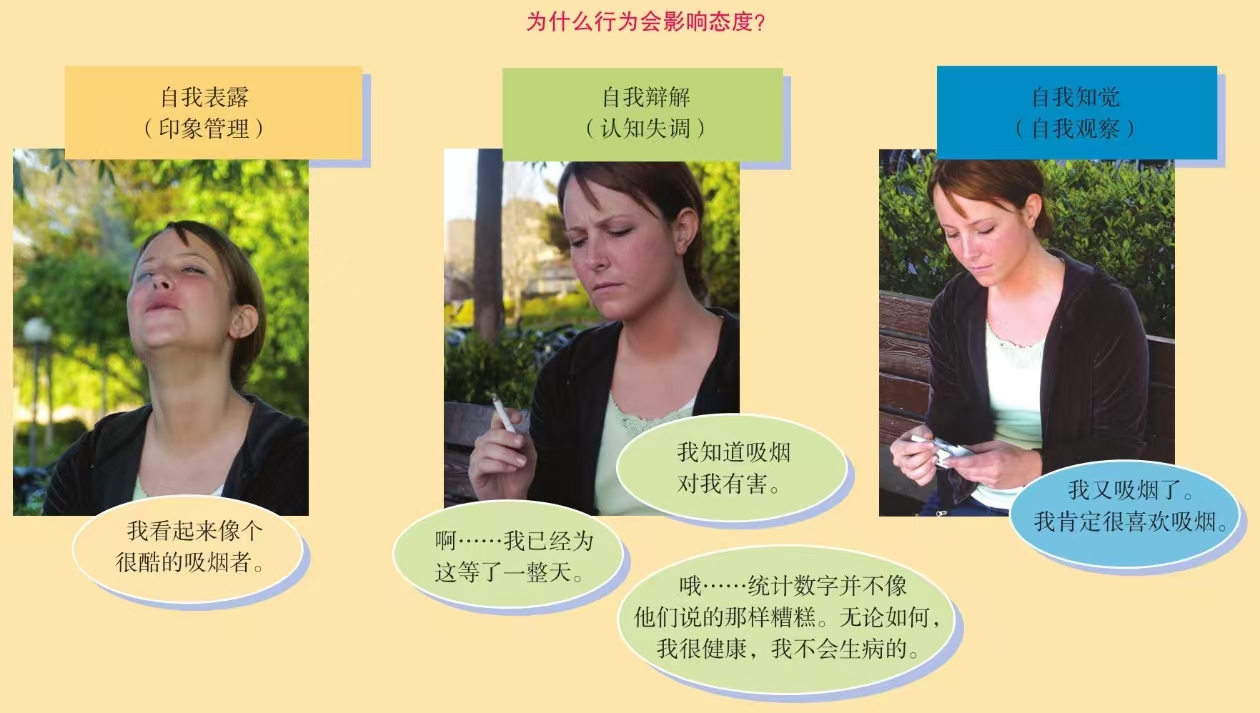 为什么行为会影响态度？
自我表露
（印象管理）
我看起来像个
很酷的吸烟者。
自我辩解
（认知失调）
我知道吸烟
对我有害。
啊……我已经为
这等了一整天。
哦……统计数字并不像
他们说的那样糟糕。无论如何，
我很健康，我不会生病的。
自我知觉
（自我观察）
我又吸烟了。
我肯定很喜欢吸烟。